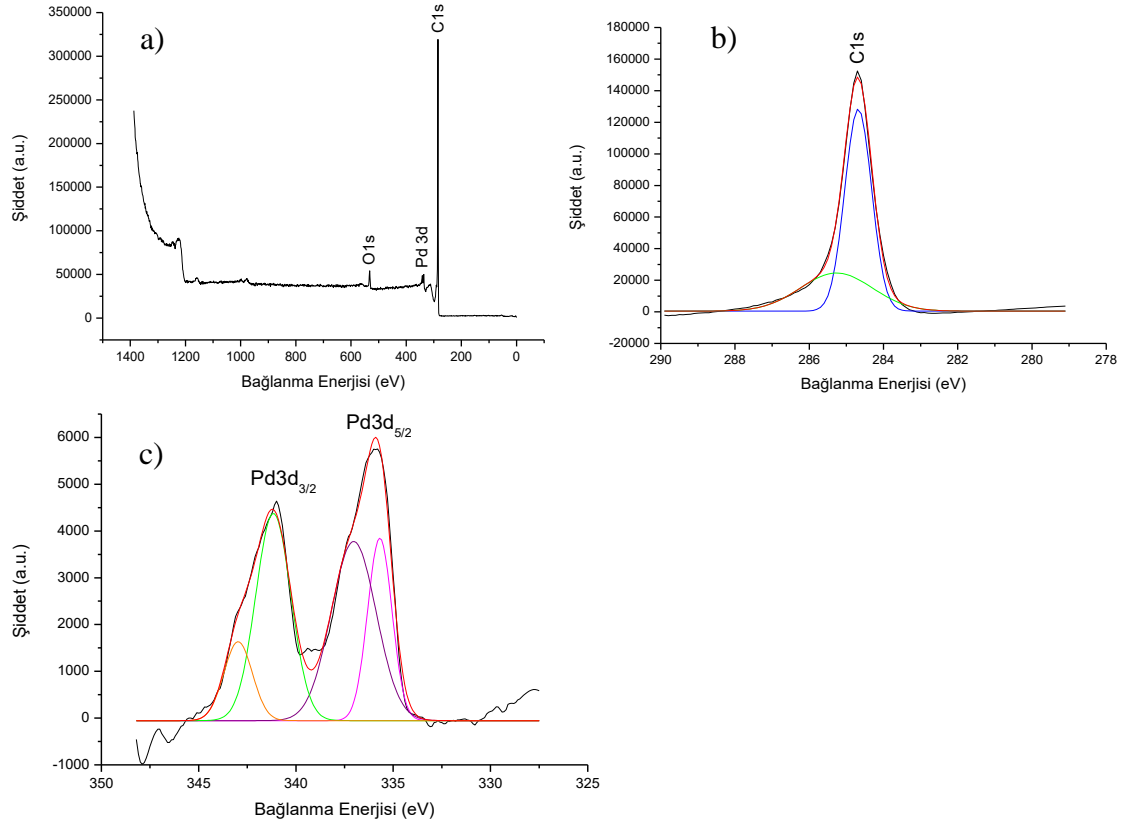 a)
350000
300000
250000
200000
150000
100000
50000
0
Şiddet (a.u.)
C1s
O1s
Pd 3d
1400 1200 1000 800 600 400 200 0
Bağlanma Enerjisi (eV)
b)
180000
160000
140000
120000
100000
80000
60000
40000
20000
0
-20000
Şiddet (a.u.)
C1s
290 288 286 284 282 280 278
Bağlanma Enerjisi (eV)
c)
6000
5000
4000
3000
2000
1000
0
-1000
Şiddet (a.u.)
Pd3d5/2
Pd3d3/2
350 345 340 335 330 325
Bağlanma Enerjisi (eV)